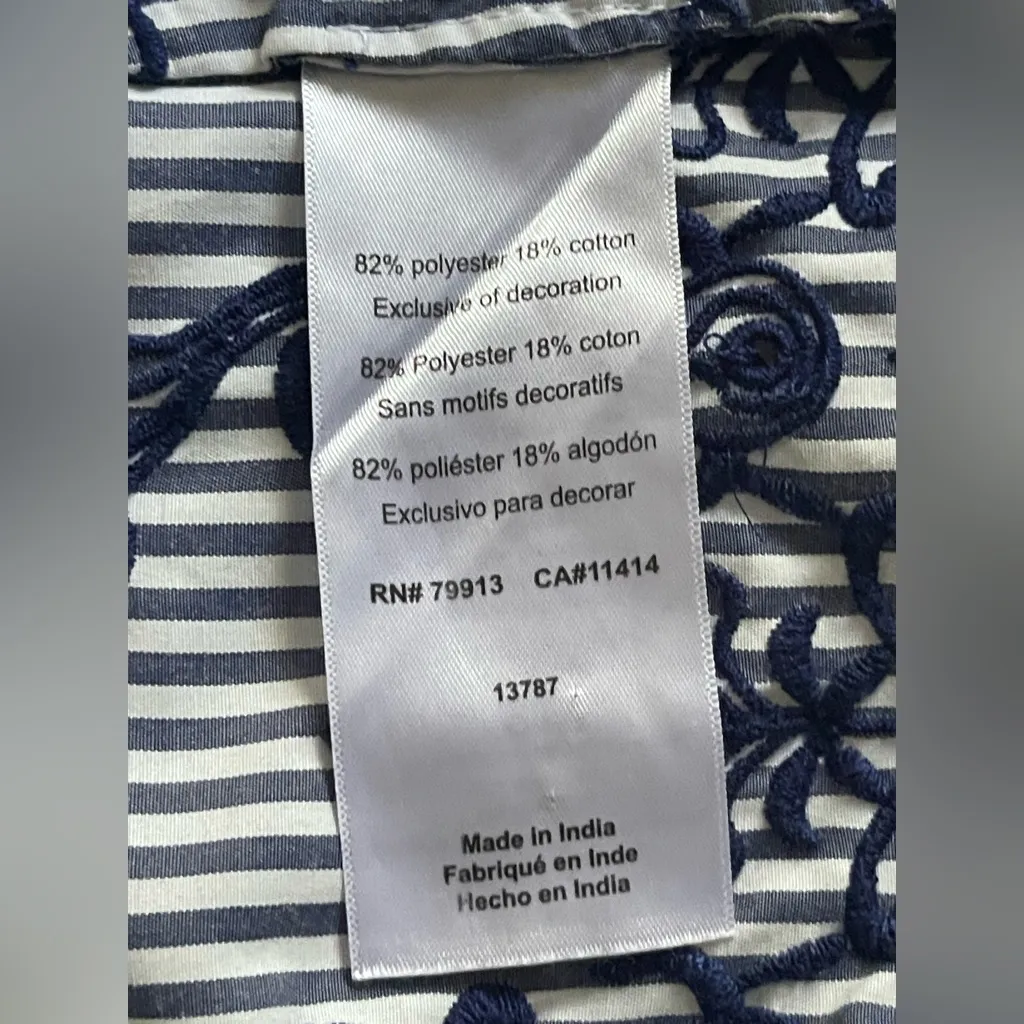 82% polyester 18% cotton
Exclusive of decoration
82% Polyester 18% coton
Sans motifs decoratifs
82% poliéster 18% algodón
Exclusivo para decorar
RN# 79913 CA#11414
13787
Made in India
Fabriqué en Inde
Hecho en India